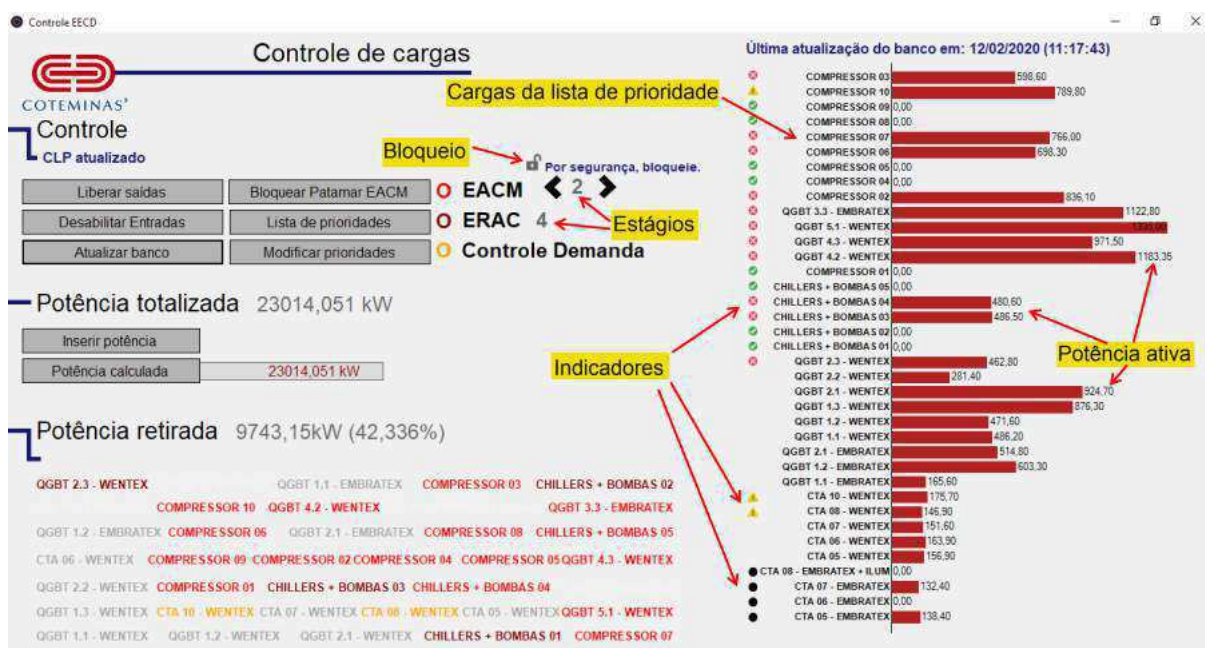 Controle EECD
Controle de cargas
COTEMINAS
Controle
CLP atualizado
Bloqueio
Por segurança, bloqueie.
Liberar saídas
Bloquear Patamar EACM
EACM
2
Desabilitar Entradas
Lista de prioridades
ERAC 4
Estágios
Atualizar banco
Modificar prioridades
Controle Demanda
Potência totalizada 23014,051 kW
Inserir potência
Potência calculada
23014,051 kW
Indicadores
Potência retirada 9743,15kW (42,336%)
QGBT 2.3 - WENTEX QGBT 1.1 - EMBRATEX COMPRESSOR 03 CHILLERS + BOMBAS 02
COMPRESSOR 10 QGBT 4.2 - WENTEX QGBT 3.3 - EMBRATEX
QGBT 1.2 - EMBRATEX COMPRESSOR 06 QGBT 2.1 - EMBRATEX COMPRESSOR 08 CHILLERS + BOMBAS 05
CTA 06 - WENTEX COMPRESSOR 09 COMPRESSOR 02 COMPRESSOR 04 COMPRESSOR 05 QGBT 4.3 - WENTEX
QGBT 2.2 - WENTEX COMPRESSOR 01 CHILLERS + BOMBAS 03 CHILLERS + BOMBAS 04
QGBT 1.3 - WENTEX CTA 10 - WENTEX CTA 07 - WENTEX CTA 08 - WENTEX CTA 05 - WENTEX QGBT 5.1 - WENTEX
QGBT 1.1 - WENTEX QGBT 1.2 - WENTEX QGBT 2.1 - WENTEX CHILLERS + BOMBAS 01 COMPRESSOR 07
Última atualização do banco em: 12/02/2020 (11:17:43)
Cargas da lista de prioridade
COMPRESSOR 03 598,60
COMPRESSOR 10 789,80
COMPRESSOR 09 0,00
COMPRESSOR 08 0,00
COMPRESSOR 07 766,00
COMPRESSOR 06 698,30
COMPRESSOR 05 0,00
COMPRESSOR 04 0,00
COMPRESSOR 02 836,10
QGBT 3.3 - EMBRATEX 1122,80
QGBT 5.1 - WENTEX
QGBT 4.3 - WENTEX 971,50
QGBT 4.2 - WENTEX 1183,35
COMPRESSOR 01 0,00
CHILLERS + BOMBAS 05 0,00
CHILLERS + BOMBAS 04 480,60
CHILLERS + BOMBAS 03 486,50
CHILLERS + BOMBAS 02 0,00
CHILLERS + BOMBAS 01 0,00
Potência ativa
QGBT 2.3 - WENTEX 462,80
QGBT 2.2 - WENTEX 281,40
QGBT 2.1 - WENTEX 924,70
QGBT 1.3 - WENTEX 876,30
QGBT 1.2 - WENTEX 471,60
QGBT 1.1 - WENTEX 486,20
QGBT 2.1 - EMBRATEX 514,80
QGBT 1.2 - EMBRATEX 603,30
QGBT 1.1 - EMBRATEX 165,60
CTA 10 - WENTEX 175,70
CTA 08 - WENTEX 146,90
CTA 07 - WENTEX 151,60
CTA 06 - WENTEX 163,90
CTA 05 - WENTEX 156,90
CTA 08 - EMBRATEX + ILUM 0,00
CTA 07 - EMBRATEX 132,40
CTA 06 - EMBRATEX 0,00
CTA 05 - EMBRATEX 138,40